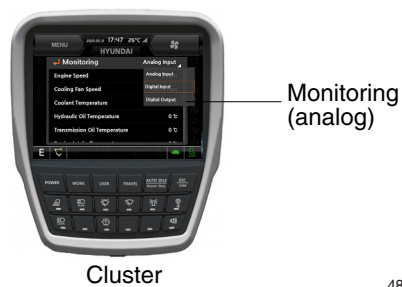 MENU 17:47 26°C
HYUNDAI
Monitoring Analog Input
Engine Speed Analog Input
Cooling Fan Speed Digital Input
Coolant Temperature Digital Output
Hydraulic Oil Temperature 0 ℃
Transmission Oil Temperature 0 ℃
E
POWER WORK USER TRAVEL AUTO IDLE
Monitoring
(analog)
Cluster
48